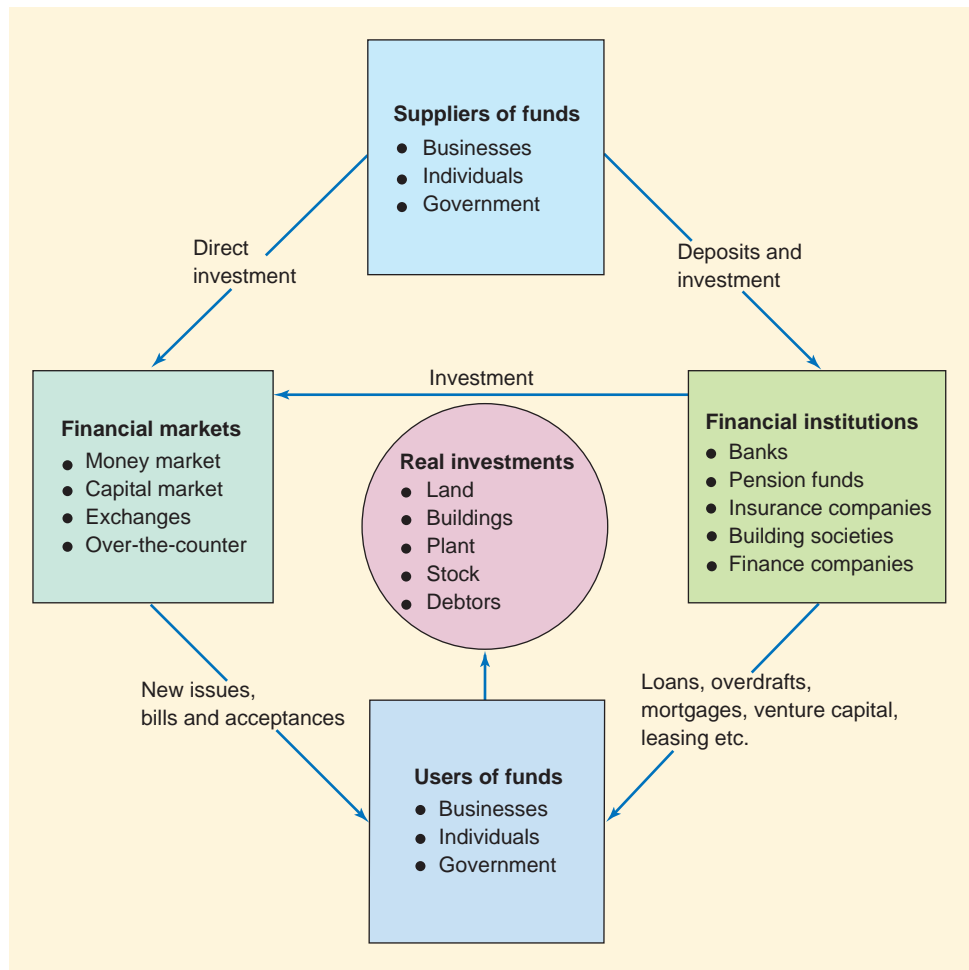 Suppliers of funds
● Businesses
● Individuals
● Government
Direct
investment
Deposits and
investment
Investment
Financial markets
● Money market
● Capital market
● Exchanges
● Over-the-counter
Real investments
● Land
● Buildings
● Plant
● Stock
● Debtors
Financial institutions
● Banks
● Pension funds
● Insurance companies
● Building societies
● Finance companies
New issues,
bills and acceptances
Loans, overdrafts,
mortgages, venture capital,
leasing etc.
Users of funds
● Businesses
● Individuals
● Government